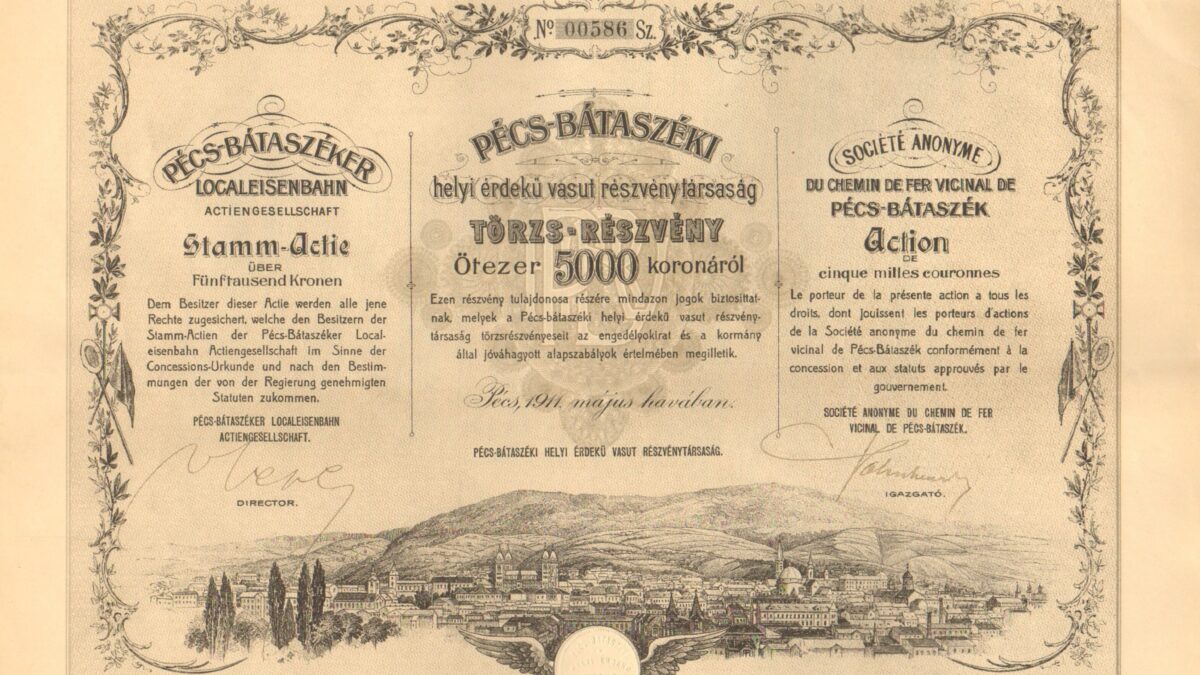 Nº 00586 Sz.
PÉCS-BÁTASZÉKER
LOCALEISENBAHN
ACTIENGESELLSCHAFT
Stamm-Actie
ÜBER
Fünftausend Kronen
Dem Besitzer dieser Actie werden alle jene
Rechte zugesichert, welche den Besitzern der
Stamm-Actien der Pécs-Bátaszéker Local-
eisenbahn Actiengesellschaft im Sinne der
Concessions-Urkunde und nach den Bestim-
mungen der von der Regierung genehmigten
Statuten zukommen.
PÉCS-BÁTASZÉKER LOCALEISENBAHN
ACTIENGESELLSCHAFT.
DIRECTOR.
PÉCS-BÁTASZÉKI
helyi érdekű vasut részvénytársaság
TÖRZS-RÉSZVÉNY
Ötezer 5000 koronáról
Ezen részvény tulajdonosa részére mindazon jogok biztosíttat-
nak, melyek a Pécs-bátaszéki helyi érdekű vasut részvény-
társaság törzsrészvényeseit az engedélyokirat és a kormány
által jóváhagyott alapszabályok értelmében megilletik.
Pécs, 1911. május havában.
PÉCS-BÁTASZÉKI HELYI ÉRDEKŰ VASUT RÉSZVÉNYTÁRSASÁG.
SOCIÉTÉ ANONYME
DU CHEMIN DE FER VICINAL DE
PÉCS-BÁTASZÉK
Action
DE
cinque milles couronnes
Le porteur de la présente action a tous les
droits, dont jouissent les porteurs d'actions
de la Société anonyme du chemin de fer
vicinal de Pécs-Bátaszék conformément à la
concession et aux statuts approuvés par le
gouvernement.
SOCIÉTÉ ANONYME DU CHEMIN DE FER
VICINAL DE PÉCS-BÁTASZÉK.
IGAZGATÓ.